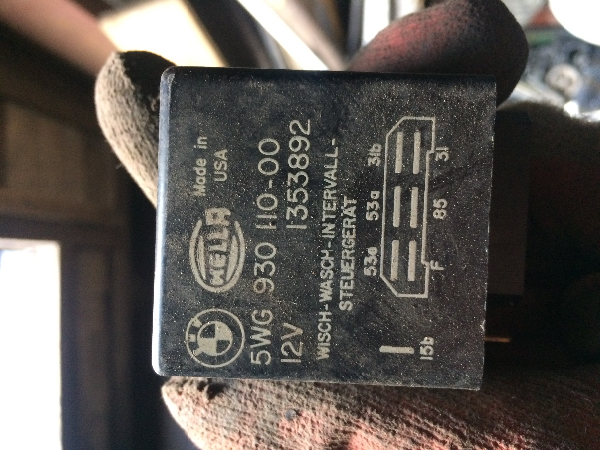 HELLA
Made in
USA
5WG 930 110-00
12V 1353892
WISCH-WASCH-INTERVALL-
STEUERGERÄT
53e 53a 31b
F 85 31
15b